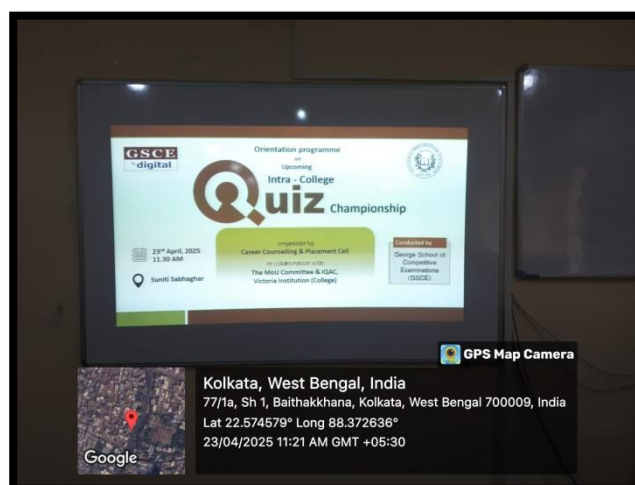 GSCE
digital
Orientation programme
on
Upcoming
Intra - College
Quiz Championship
23rd April, 2025
11.30 AM
Suniti Sabhaghar
organised by
Career Counselling & Placement Cell
in collaboration with
The MoU Committee & IQAC,
Victoria Institution (College)
Conducted by
George School of
Competitive
Examinations
(GSCE)
GPS Map Camera
Kolkata, West Bengal, India
77/1a, Sh 1, Baithakkhana, Kolkata, West Bengal 700009, India
Lat 22.574579° Long 88.372636°
23/04/2025 11:21 AM GMT +05:30
Google